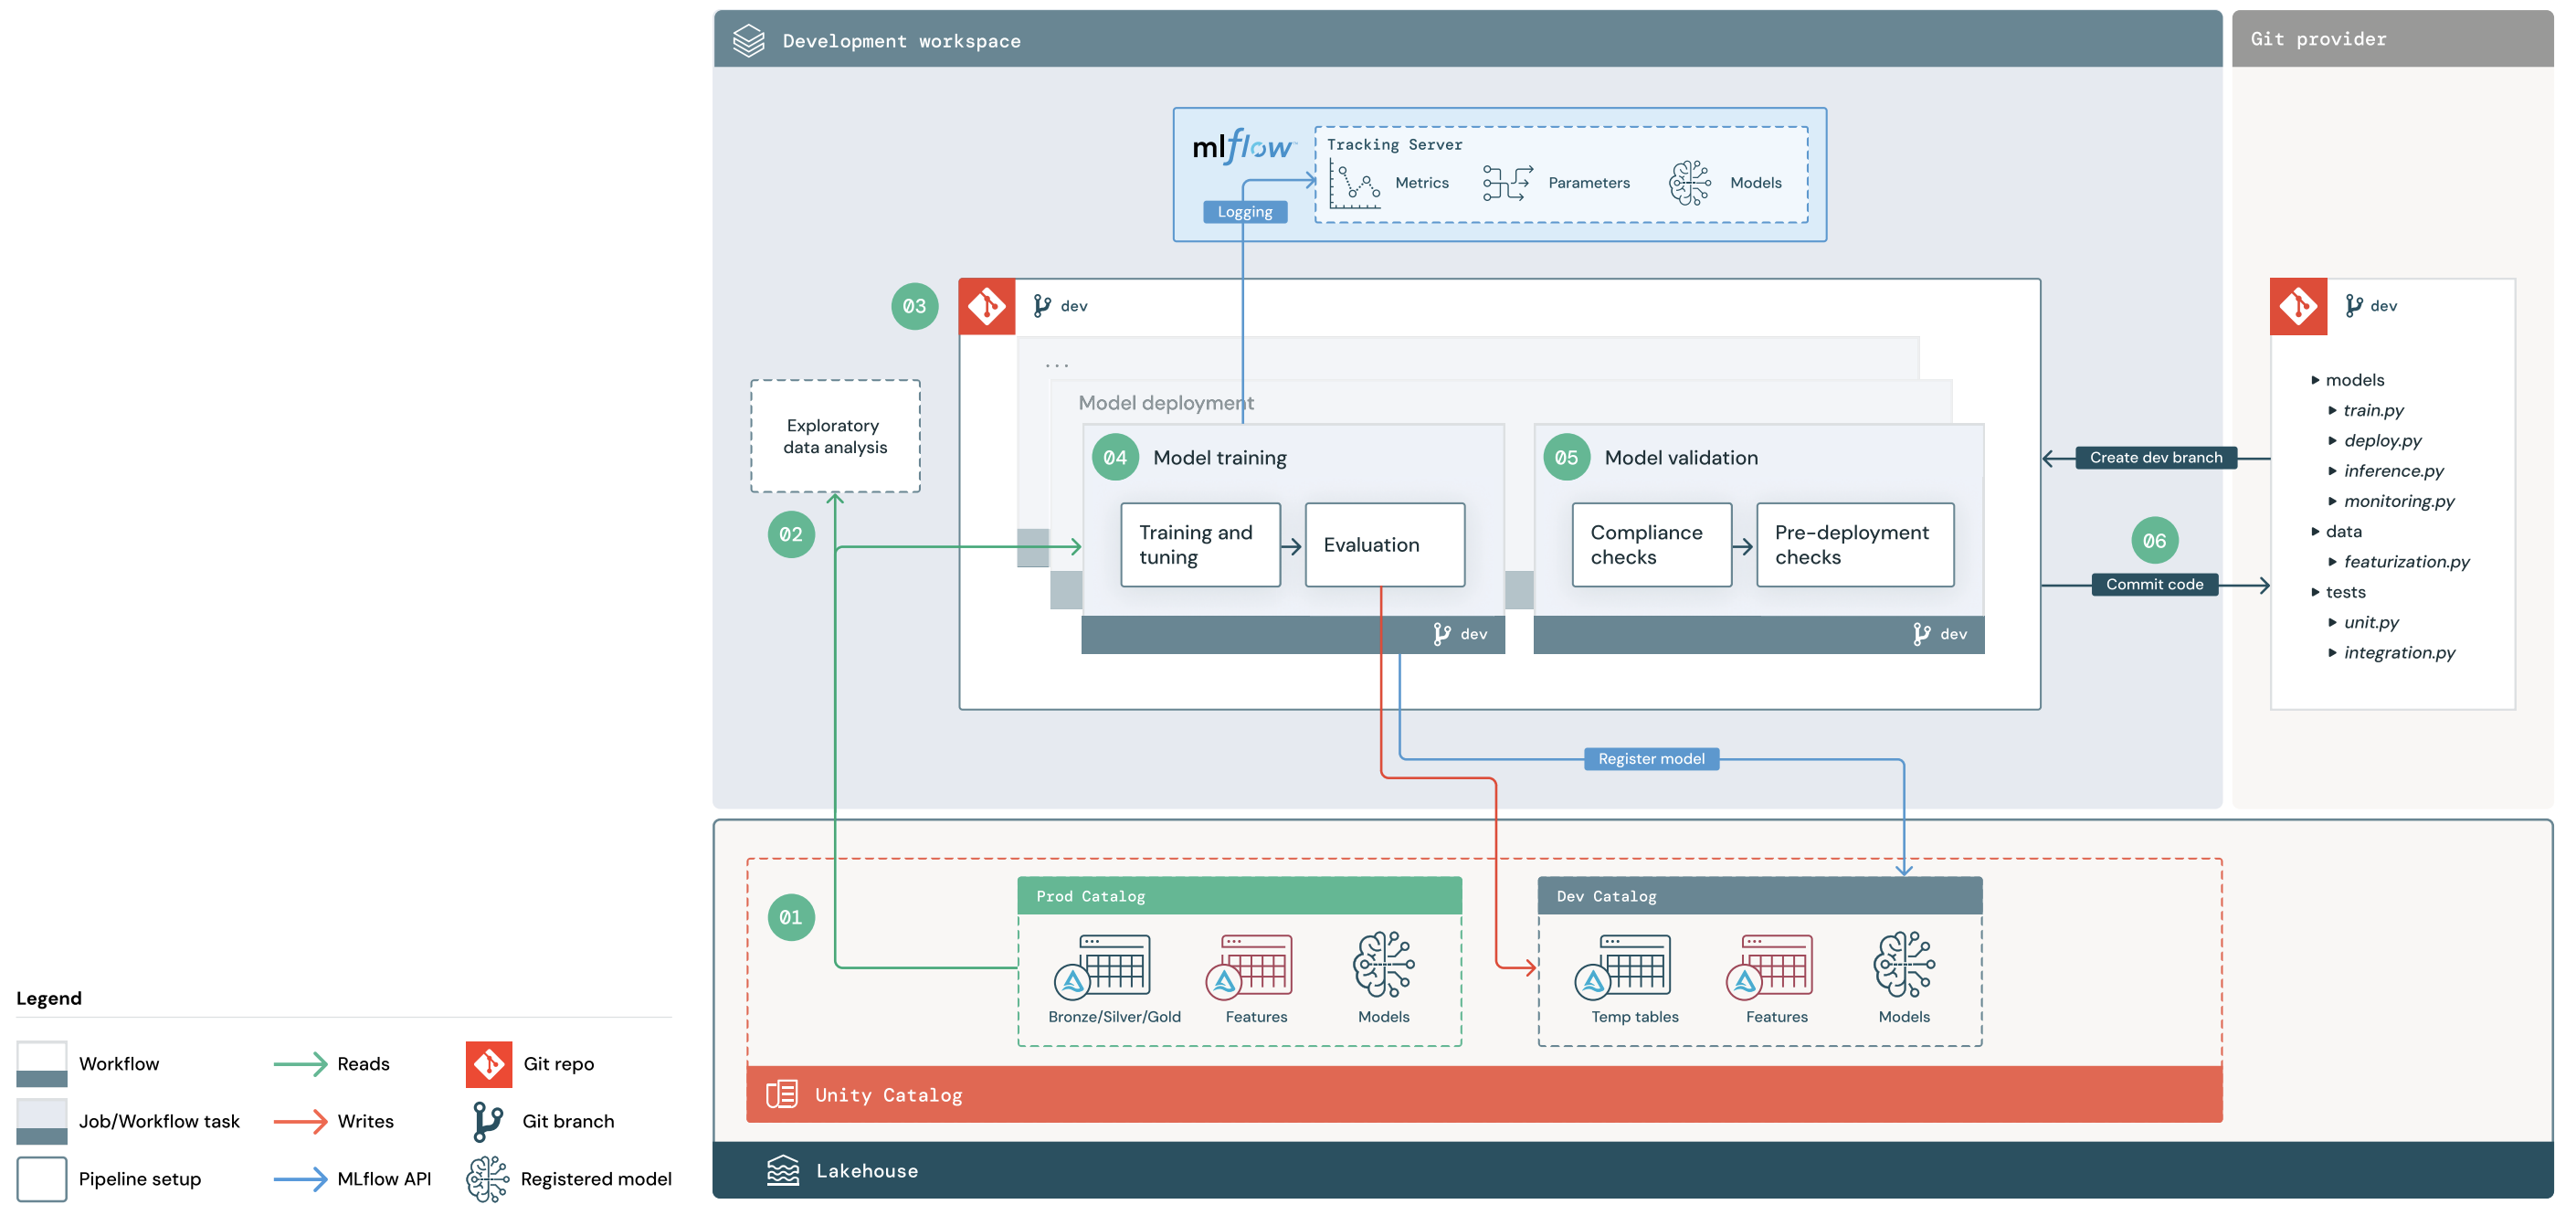 Development workspace
Git provider
mlflow
Tracking Server
Metrics
Parameters
Models
Logging
03
dev
...
Model deployment
Exploratory
data analysis
02
04
Model training
Training and
tuning
Evaluation
dev
05
Model validation
Compliance
checks
Pre-deployment
checks
dev
Create dev branch
06
Commit code
dev
models
train.py
deploy.py
inference.py
monitoring.py
data
featurization.py
tests
unit.py
integration.py
Register model
01
Prod Catalog
Bronze/Silver/Gold
Features
Models
Dev Catalog
Temp tables
Features
Models
Unity Catalog
Lakehouse
Legend
Workflow
Reads
Git repo
Job/Workflow task
Writes
Git branch
Pipeline setup
MLflow API
Registered model